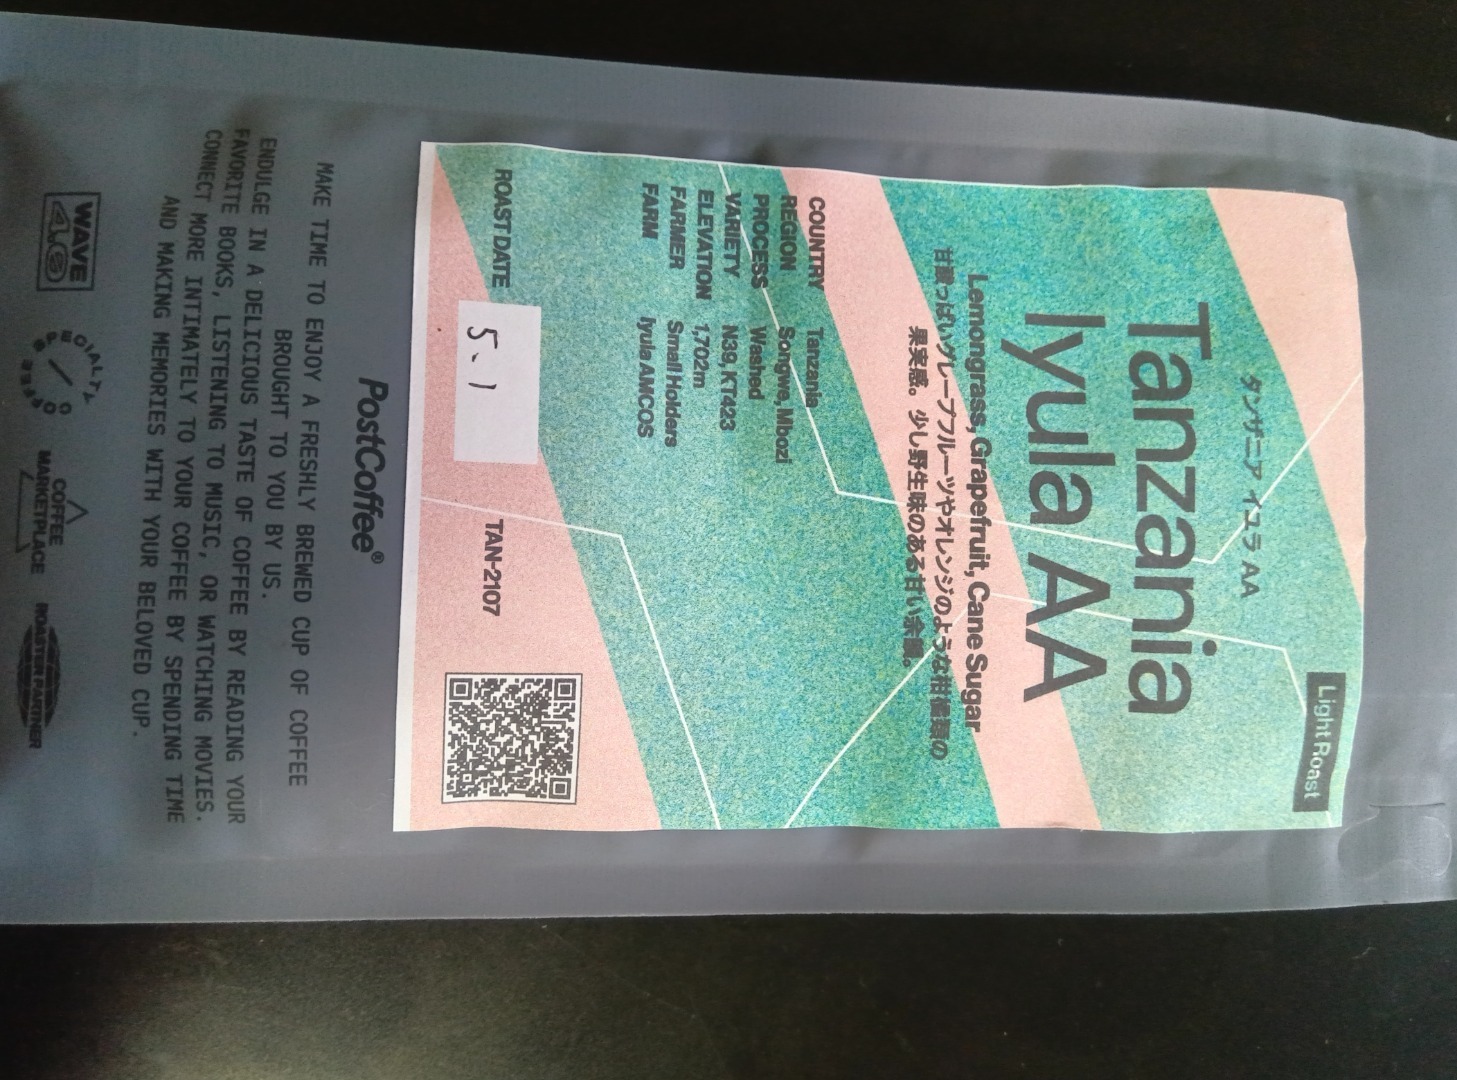 Light Roast
タンザニア イユラ AA
Tanzania
Iyula AA
Lemongrass, Grapefruit, Cane Sugar
甘酸っぱいグレープフルーツやオレンジのような柑橘類の
果実感。少し野生味のある甘い余韻。
COUNTRY Tanzania
REGION Songwe, Mbozi
PROCESS Washed
VARIETY N39, KT423
ELEVATION 1,702m
FARMER Small Holders
FARM Iyula AMCOS
ROAST DATE 5.1 TAN-2107
PostCoffee®
MAKE TIME TO ENJOY A FRESHLY BREWED CUP OF COFFEE
BROUGHT TO YOU BY US.
ENDULGE IN A DELICIOUS TASTE OF COFFEE BY READING YOUR
FAVORITE BOOKS, LISTENING TO MUSIC, OR WATCHING MOVIES.
CONNECT MORE INTIMATELY TO YOUR COFFEE BY SPENDING TIME
AND MAKING MEMORIES WITH YOUR BELOVED CUP.
WAVE
4.0
SPECIALTY COFFEE
COFFEE
MARKETPLACE
ROASTER PARTNER